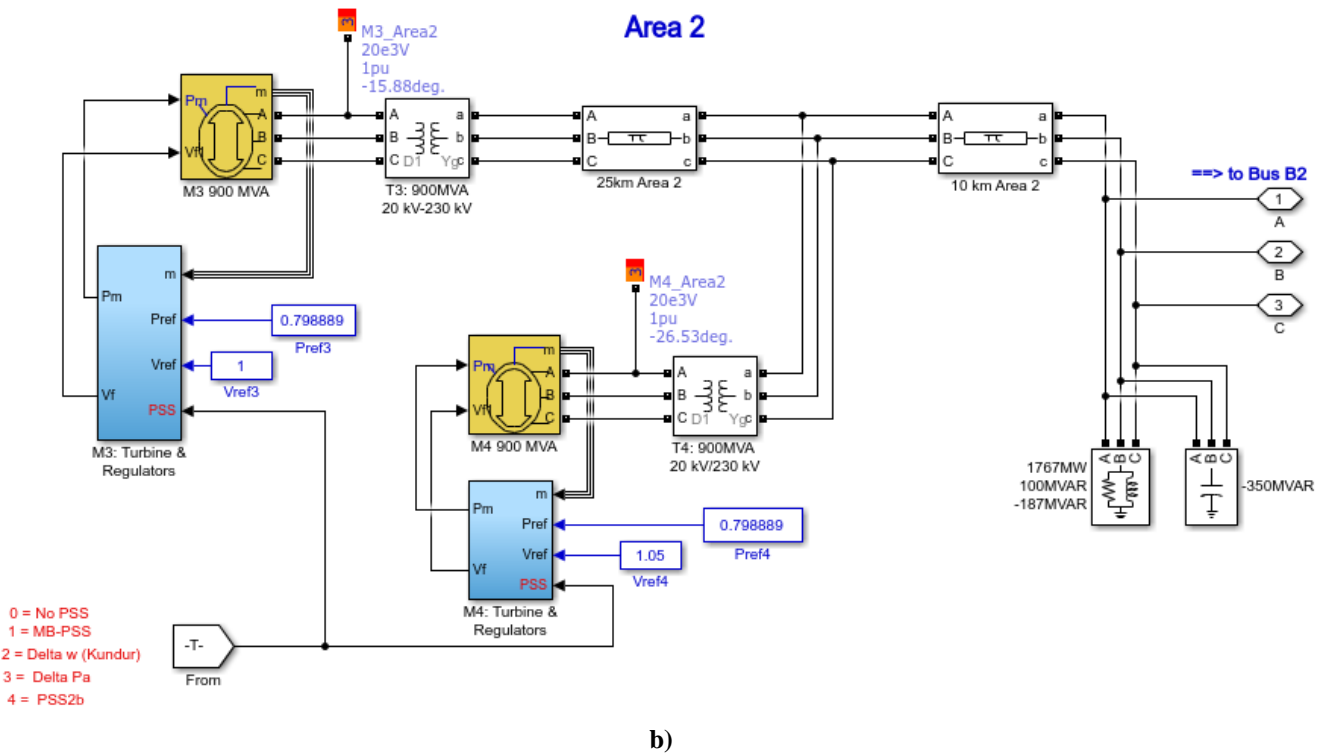 Area 2
3
M3_Area2
20e3V
1pu
-15.88deg.
Pm
m
A
B
C
Vf1
M3 900 MVA
A
B
C
a
b
c
D1
Yg
T3: 900MVA
20 kV-230 kV
A
B
C
a
b
c
25km Area 2
A
B
C
a
b
c
10 km Area 2
==> to Bus B2
1
A
2
B
3
C
m
Pm
Pref
Vref
Vf
PSS
M3: Turbine &
Regulators
0.798889
Pref3
1
Vref3
3
M4_Area2
20e3V
1pu
-26.53deg.
Pm
m
A
B
C
Vf1
M4 900 MVA
A
B
C
a
b
c
D1
Yg
T4: 900MVA
20 kV/230 kV
m
Pm
Pref
Vref
Vf
PSS
M4: Turbine &
Regulators
0.798889
Pref4
1.05
Vref4
A B C
1767MW
100MVAR
-187MVAR
A B C
-350MVAR
0 = No PSS
1 = MB-PSS
2 = Delta w (Kundur)
3 = Delta Pa
4 = PSS2b
-T-
From
b)